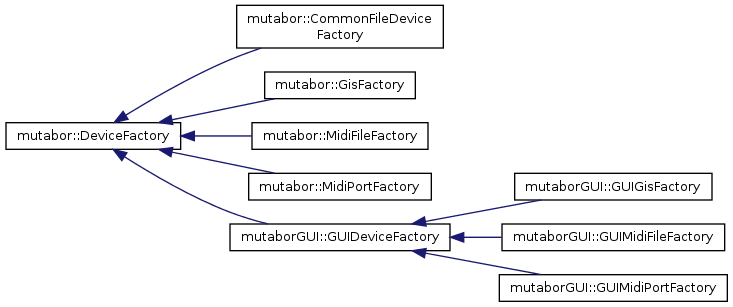 mutabor::CommonFileDevice
Factory
mutabor::GisFactory
mutabor::DeviceFactory
mutabor::MidiFileFactory
mutabor::MidiPortFactory
mutaborGUI::GUIGisFactory
mutaborGUI::GUIDeviceFactory
mutaborGUI::GUIMidiFileFactory
mutaborGUI::GUIMidiPortFactory